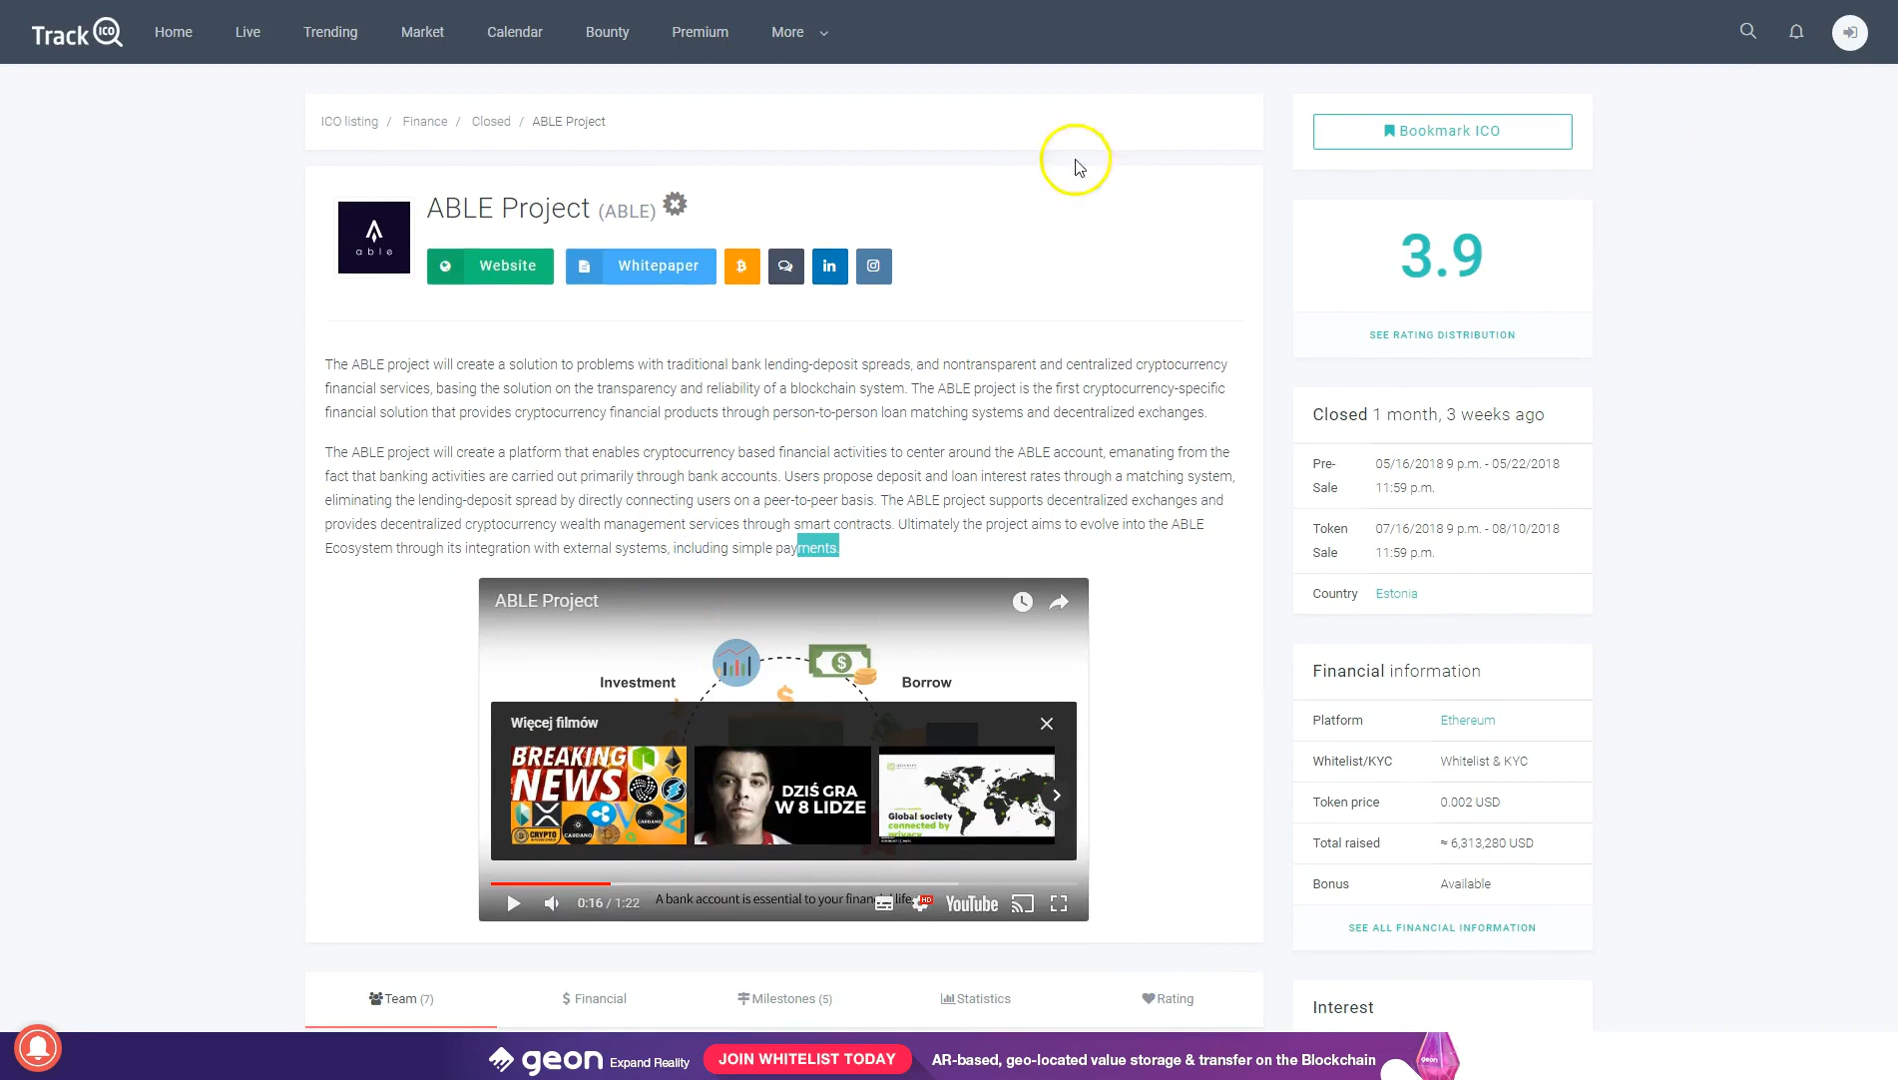 Track ICO
Home Live Trending Market Calendar Bounty Premium More
ICO listing / Finance / Closed / ABLE Project
Bookmark ICO
able
ABLE Project (ABLE)
Website Whitepaper
3.9
SEE RATING DISTRIBUTION
The ABLE project will create a solution to problems with traditional bank lending-deposit spreads, and nontransparent and centralized cryptocurrency
financial services, basing the solution on the transparency and reliability of a blockchain system. The ABLE project is the first cryptocurrency-specific
financial solution that provides cryptocurrency financial products through person-to-person loan matching systems and decentralized exchanges.
The ABLE project will create a platform that enables cryptocurrency based financial activities to center around the ABLE account, emanating from the
fact that banking activities are carried out primarily through bank accounts. Users propose deposit and loan interest rates through a matching system,
eliminating the lending-deposit spread by directly connecting users on a peer-to-peer basis. The ABLE project supports decentralized exchanges and
provides decentralized cryptocurrency wealth management services through smart contracts. Ultimately the project aims to evolve into the ABLE
Ecosystem through its integration with external systems, including simple payments.
Closed 1 month, 3 weeks ago
Pre-Sale 05/16/2018 9 p.m. - 05/22/2018
11:59 p.m.
Token Sale 07/16/2018 9 p.m. - 08/10/2018
11:59 p.m.
Country Estonia
ABLE Project
Investment Borrow
Więcej filmów
BREAKING
NEWS
CRYPTO
CARDANO
CARDANO
DZIŚ GRA
W 8 LIDZE
Global society
connected by
privacy
0:16 / 1:22
A bank account is essential to your financial life
HD
YouTube
Financial information
Platform Ethereum
Whitelist/KYC Whitelist & KYC
Token price 0.002 USD
Total raised ≈ 6,313,280 USD
Bonus Available
SEE ALL FINANCIAL INFORMATION
Team (7) $ Financial Milestones (5) Statistics Rating
Interest
geon Expand Reality JOIN WHITELIST TODAY AR-based, geo-located value storage & transfer on the Blockchain
geon